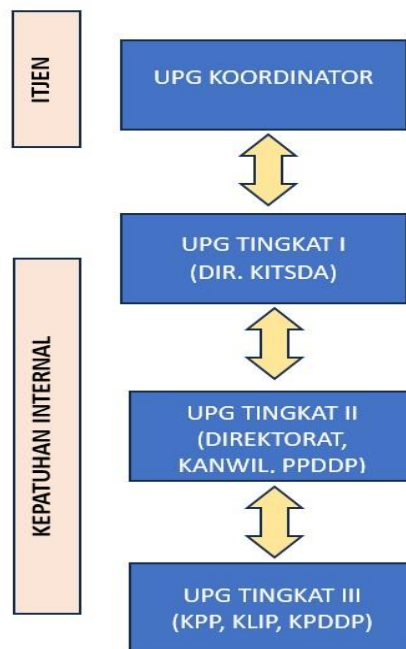 ITJEN
UPG KOORDINATOR
KEPATUHAN INTERNAL
UPG TINGKAT I
(DIR. KITSDA)
UPG TINGKAT II
(DIREKTORAT,
KANWIL. PPDDP)
UPG TINGKAT III
(KPP, KLIP, KPDDP)